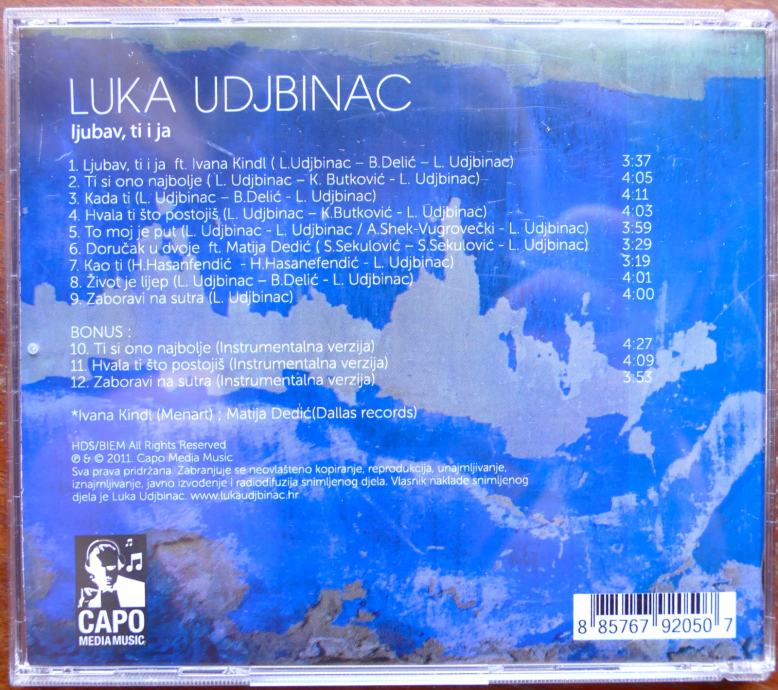 LUKA UDJBINAC
ljubav, ti i ja
1. Ljubav, ti i ja ft. Ivana Kindl ( L.Udjbinac – B.Delić – L. Udjbinac) 3:37
2. Ti si ono najbolje ( L. Udjbinac – K. Butković - L. Udjbinac) 4:05
3. Kada ti (L. Udjbinac – B.Delić - L. Udjbinac) 4:11
4. Hvala ti što postojiš (L. Udjbinac – K.Butković - L. Udjbinac) 4:03
5. To moj je put (L. Udjbinac - L. Udjbinac / A.Shek-Vugrovečki - L. Udjbinac) 3:59
6. Doručak u dvoje ft. Matija Dedić ( S.Sekulović – S.Sekulović - L. Udjbinac) 3:29
7. Kao ti (H.Hasanfendić - H.Hasanefendić - L. Udjbinac) 3:19
8. Život je lijep (L. Udjbinac – B.Delić - L. Udjbinac) 4:01
9. Zaboravi na sutra (L. Udjbinac) 4:00
BONUS :
10. Ti si ono najbolje (Instrumentalna verzija) 4:27
11. Hvala ti što postojiš (Instrumentalna verzija) 4:09
12. Zaboravi na sutra (Instrumentalna verzija) 3:53
*Ivana Kindl (Menart) ; Matija Dedić(Dallas records)
HDS/BIEM All Rights Reserved
℗ & © 2011. Capo Media Music
Sva prava pridržana. Zabranjuje se neovlašteno kopiranje, reprodukcija, unajmljivanje,
iznajmljivanje, javno izvođenje i radiodifuzija snimljenog djela. Vlasnik naklade snimljenog
djela je Luka Udjbinac. www.lukaudjbinac.hr
CAPO
MEDIA MUSIC
8 85767 92050 7